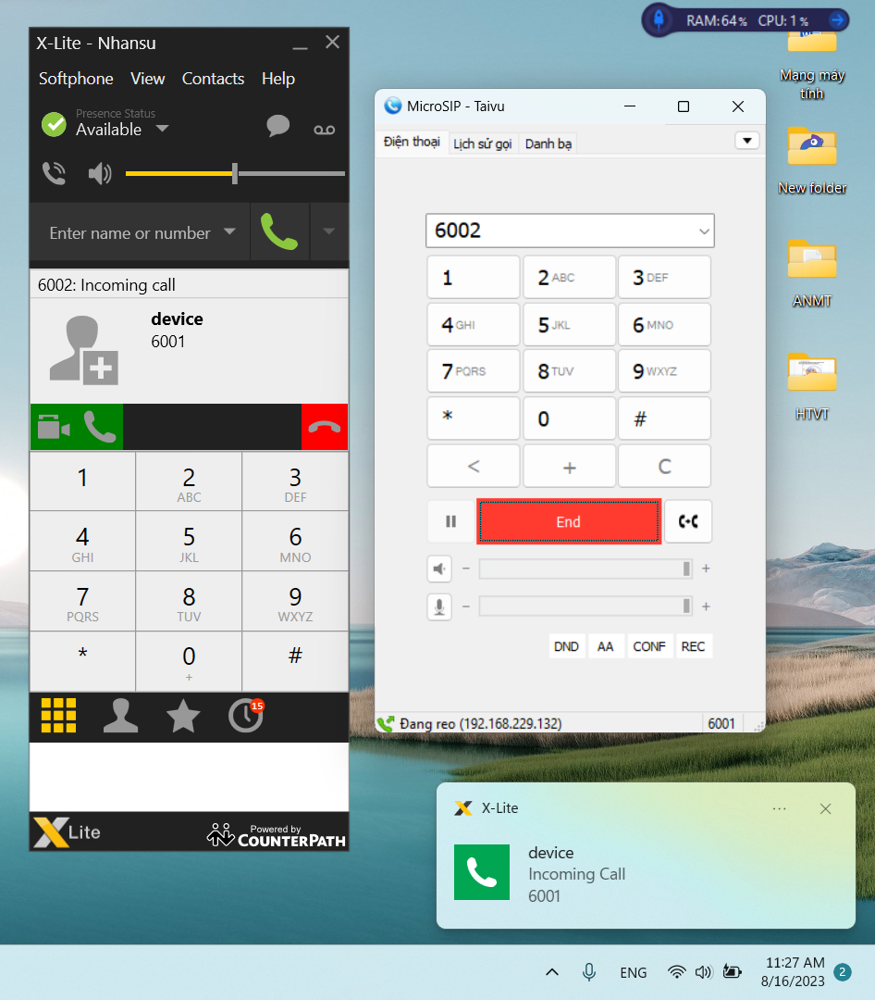 RAM:64% CPU: 1%
Mạng máy
tính
New folder
ANMT
HTVT
X-Lite - Nhansu
Softphone View Contacts Help
Presence Status
Available
Enter name or number
6002: Incoming call
device
6001
1
2
ABC
3
DEF
4
GHI
5
JKL
6
MNO
7
PQRS
8
TUV
9
WXYZ
*
0
+
#
15
X Lite
Powered by
COUNTERPATH
MicroSIP - Taivu
Điện thoại Lịch sử gọi Danh bạ
6002
1 2 ABC 3 DEF
4 GHI 5 JKL 6 MNO
7 PQRS 8 TUV 9 WXYZ
* 0 #
< + C
End
− +
− +
DND AA CONF REC
Đang reo (192.168.229.132) 6001
X-Lite
device
Incoming Call
6001
ENG
11:27 AM
8/16/2023
2